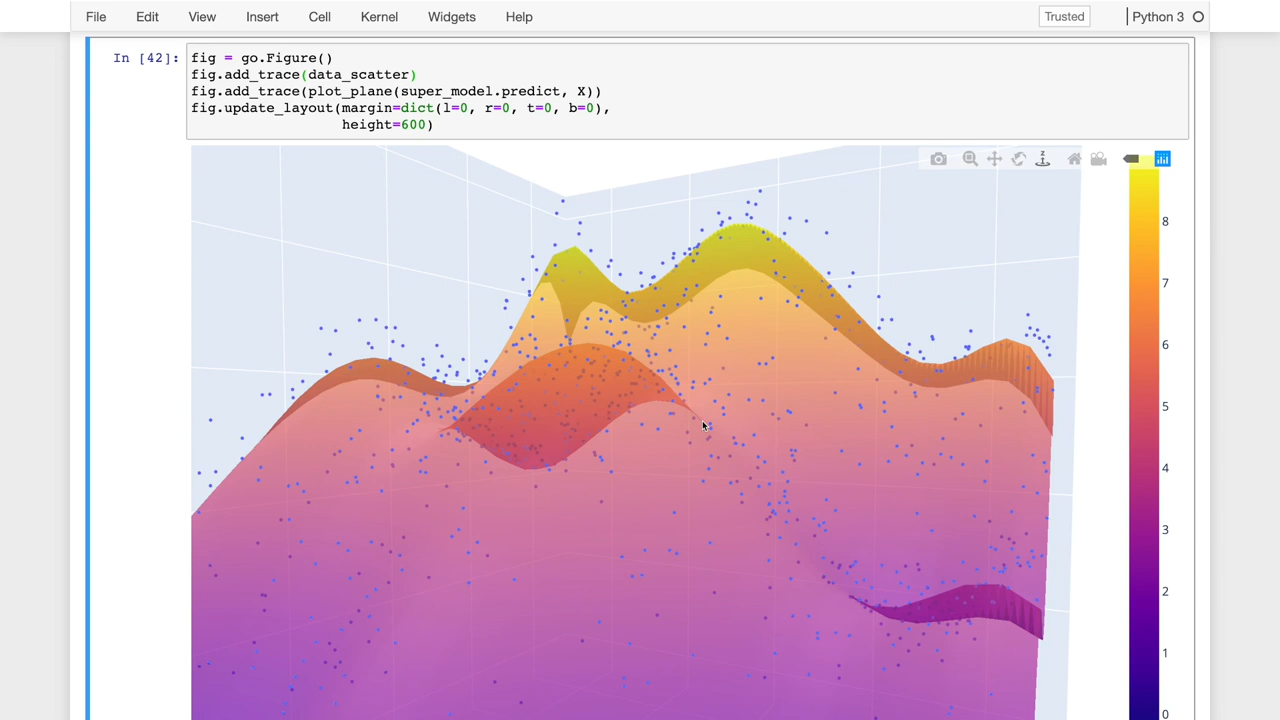 File Edit View Insert Cell Kernel Widgets Help Trusted Python 3
In [42]: fig = go.Figure()
fig.add_trace(data_scatter)
fig.add_trace(plot_plane(super_model.predict, X))
fig.update_layout(margin=dict(l=0, r=0, t=0, b=0),
height=600)
8
7
6
5
4
3
2
1
0